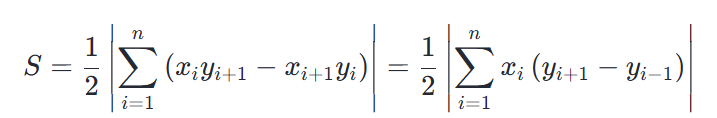 $$S = \frac{1}{2} \left| \sum_{i=1}^{n} (x_i y_{i+1} - x_{i+1} y_i) \right| = \frac{1}{2} \left| \sum_{i=1}^{n} x_i (y_{i+1} - y_{i-1}) \right|$$